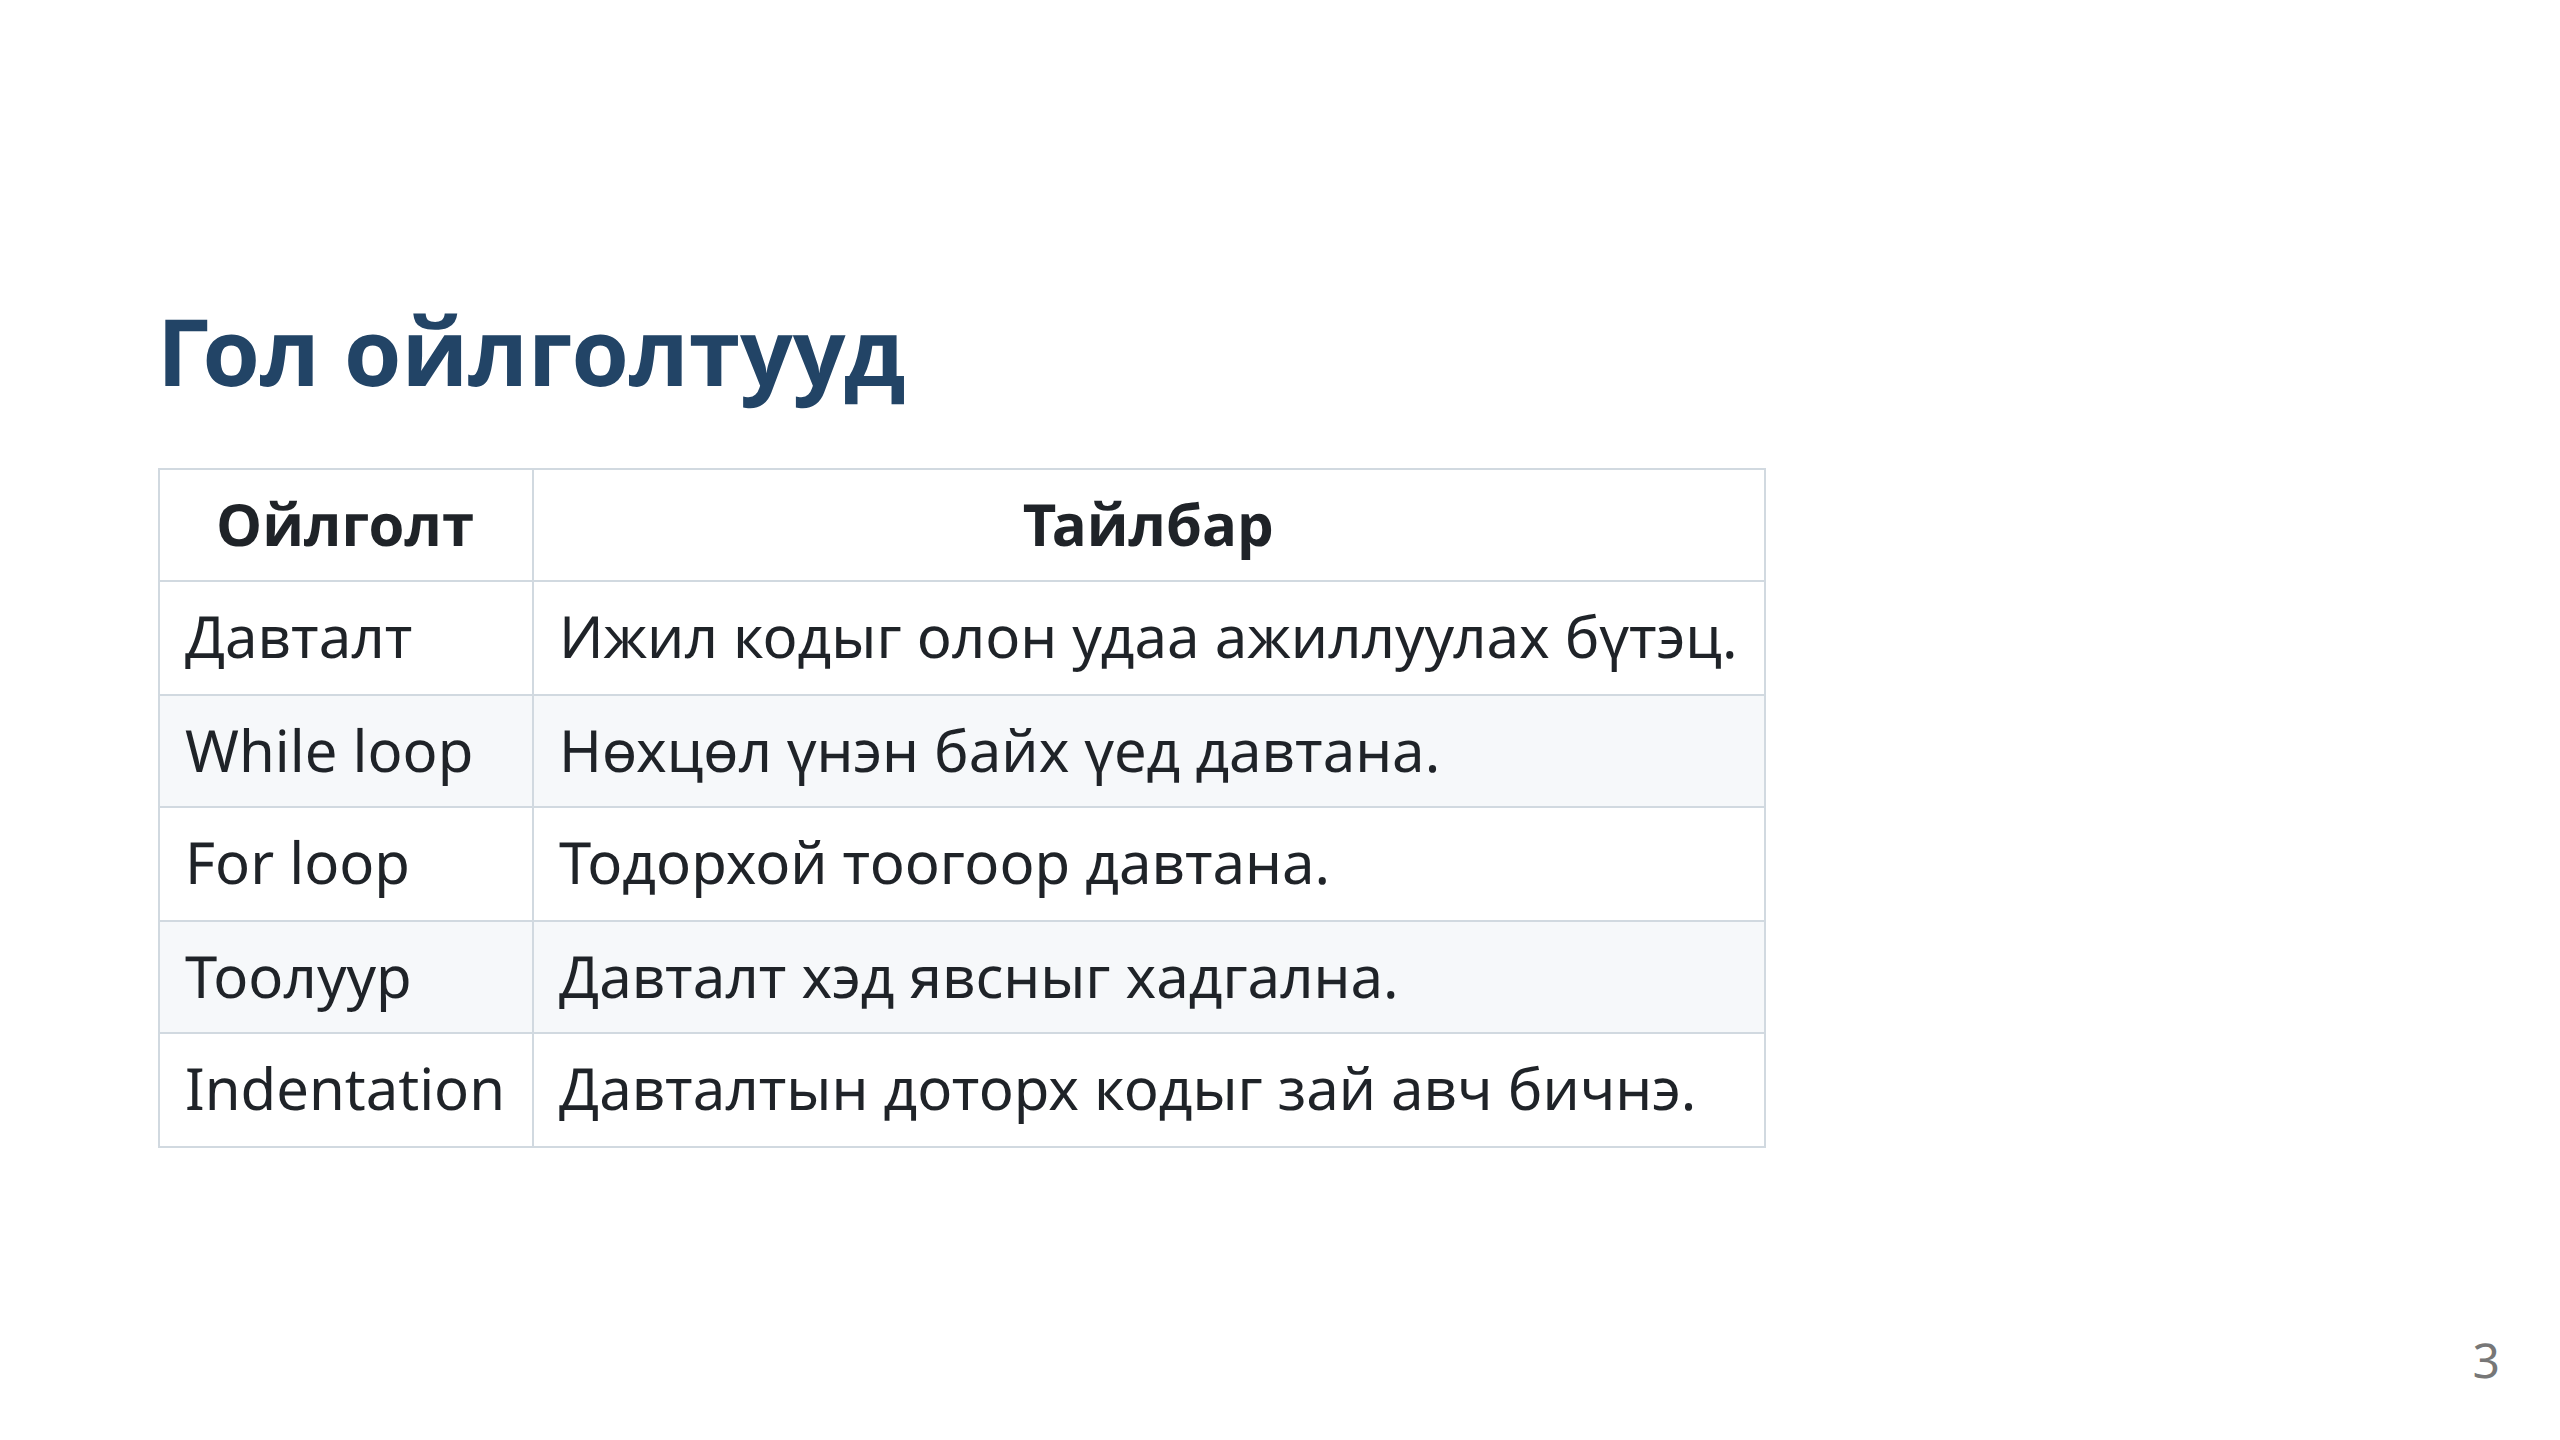 Гол ойлголтууд
Ойлголт Тайлбар
Давталт Ижил кодыг олон удаа ажиллуулах бүтэц.
While loop Нөхцөл үнэн байх үед давтана.
For loop Тодорхой тоогоор давтана.
Тоолуур Давталт хэд явсныг хадгална.
Indentation Давталтын доторх кодыг зай авч бичнэ.
3